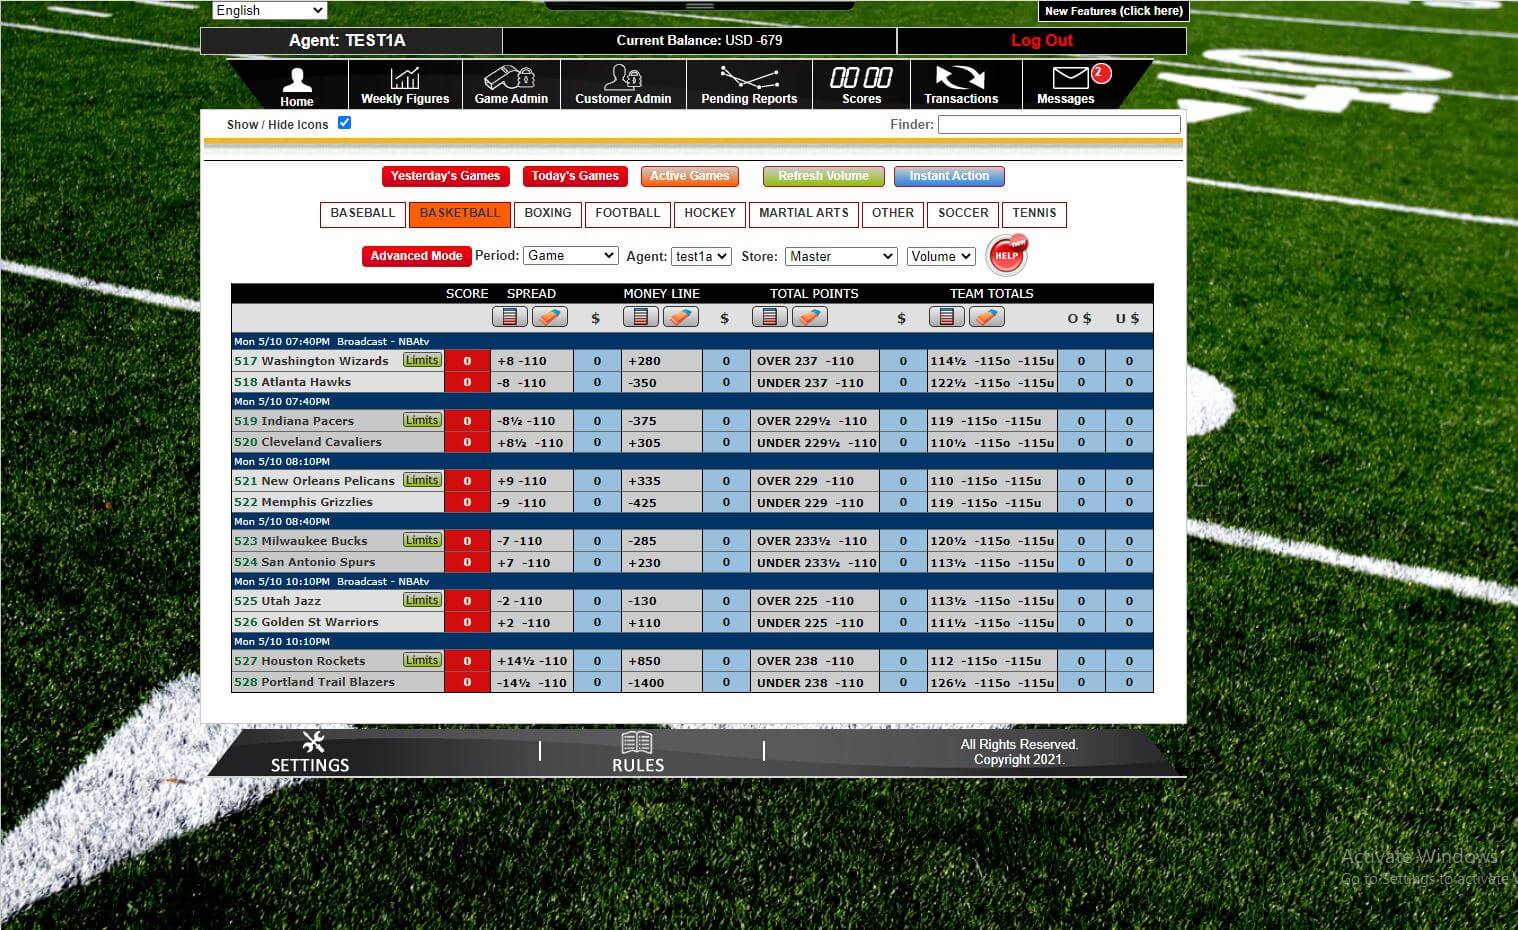 English
New Features (click here)
Agent: TEST1A
Current Balance: USD -679
Log Out
Home
Weekly Figures
Game Admin
Customer Admin
Pending Reports
00 00
Scores
Transactions
2
Messages
Show / Hide Icons
Finder:
Yesterday's Games Today's Games Active Games Refresh Volume Instant Action
BASEBALL BASKETBALL BOXING FOOTBALL HOCKEY MARTIAL ARTS OTHER SOCCER TENNIS
Advanced Mode Period: Game Agent: test1a Store: Master Volume new HELP
SCORE SPREAD MONEY LINE TOTAL POINTS TEAM TOTALS
$ $ $ O $ U $
Mon 5/10 07:40PM Broadcast - NBAtv
517 Washington Wizards Limits 0 +8 -110 0 +280 0 OVER 237 -110 0 114½ -115o -115u 0 0
518 Atlanta Hawks 0 -8 -110 0 -350 0 UNDER 237 -110 0 122½ -115o -115u 0 0
Mon 5/10 07:40PM
519 Indiana Pacers Limits 0 -8½ -110 0 -375 0 OVER 229½ -110 0 119 -115o -115u 0 0
520 Cleveland Cavaliers 0 +8½ -110 0 +305 0 UNDER 229½ -110 0 110½ -115o -115u 0 0
Mon 5/10 08:10PM
521 New Orleans Pelicans Limits 0 +9 -110 0 +335 0 OVER 229 -110 0 110 -115o -115u 0 0
522 Memphis Grizzlies 0 -9 -110 0 -425 0 UNDER 229 -110 0 119 -115o -115u 0 0
Mon 5/10 08:40PM
523 Milwaukee Bucks Limits 0 -7 -110 0 -285 0 OVER 233½ -110 0 120½ -115o -115u 0 0
524 San Antonio Spurs 0 +7 -110 0 +230 0 UNDER 233½ -110 0 113½ -115o -115u 0 0
Mon 5/10 10:10PM Broadcast - NBAtv
525 Utah Jazz Limits 0 -2 -110 0 -130 0 OVER 225 -110 0 113½ -115o -115u 0 0
526 Golden St Warriors 0 +2 -110 0 +110 0 UNDER 225 -110 0 111½ -115o -115u 0 0
Mon 5/10 10:10PM
527 Houston Rockets Limits 0 +14½ -110 0 +850 0 OVER 238 -110 0 112 -115o -115u 0 0
528 Portland Trail Blazers 0 -14½ -110 0 -1400 0 UNDER 238 -110 0 126½ -115o -115u 0 0
SETTINGS
RULES
All Rights Reserved.
Copyright 2021.
Activate Windows
Go to Settings to activate